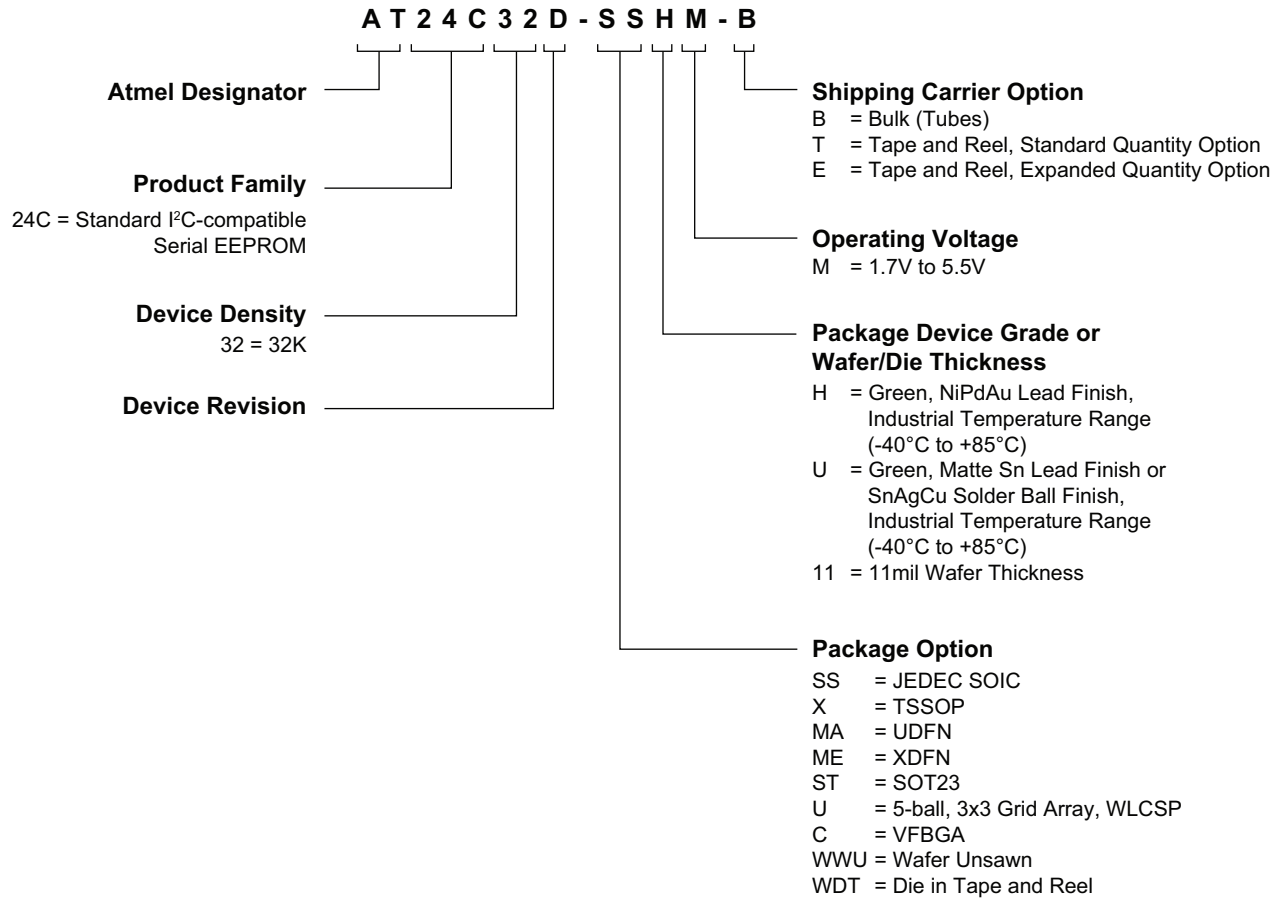 AT24C32D-SSHM-B
Atmel Designator
Product Family
24C = Standard I²C-compatible
Serial EEPROM
Device Density
32 = 32K
Device Revision
Shipping Carrier Option
B = Bulk (Tubes)
T = Tape and Reel, Standard Quantity Option
E = Tape and Reel, Expanded Quantity Option
Operating Voltage
M = 1.7V to 5.5V
Package Device Grade or
Wafer/Die Thickness
H = Green, NiPdAu Lead Finish,
Industrial Temperature Range
(-40°C to +85°C)
U = Green, Matte Sn Lead Finish or
SnAgCu Solder Ball Finish,
Industrial Temperature Range
(-40°C to +85°C)
11 = 11mil Wafer Thickness
Package Option
SS = JEDEC SOIC
X = TSSOP
MA = UDFN
ME = XDFN
ST = SOT23
U = 5-ball, 3x3 Grid Array, WLCSP
C = VFBGA
WWU = Wafer Unsawn
WDT = Die in Tape and Reel